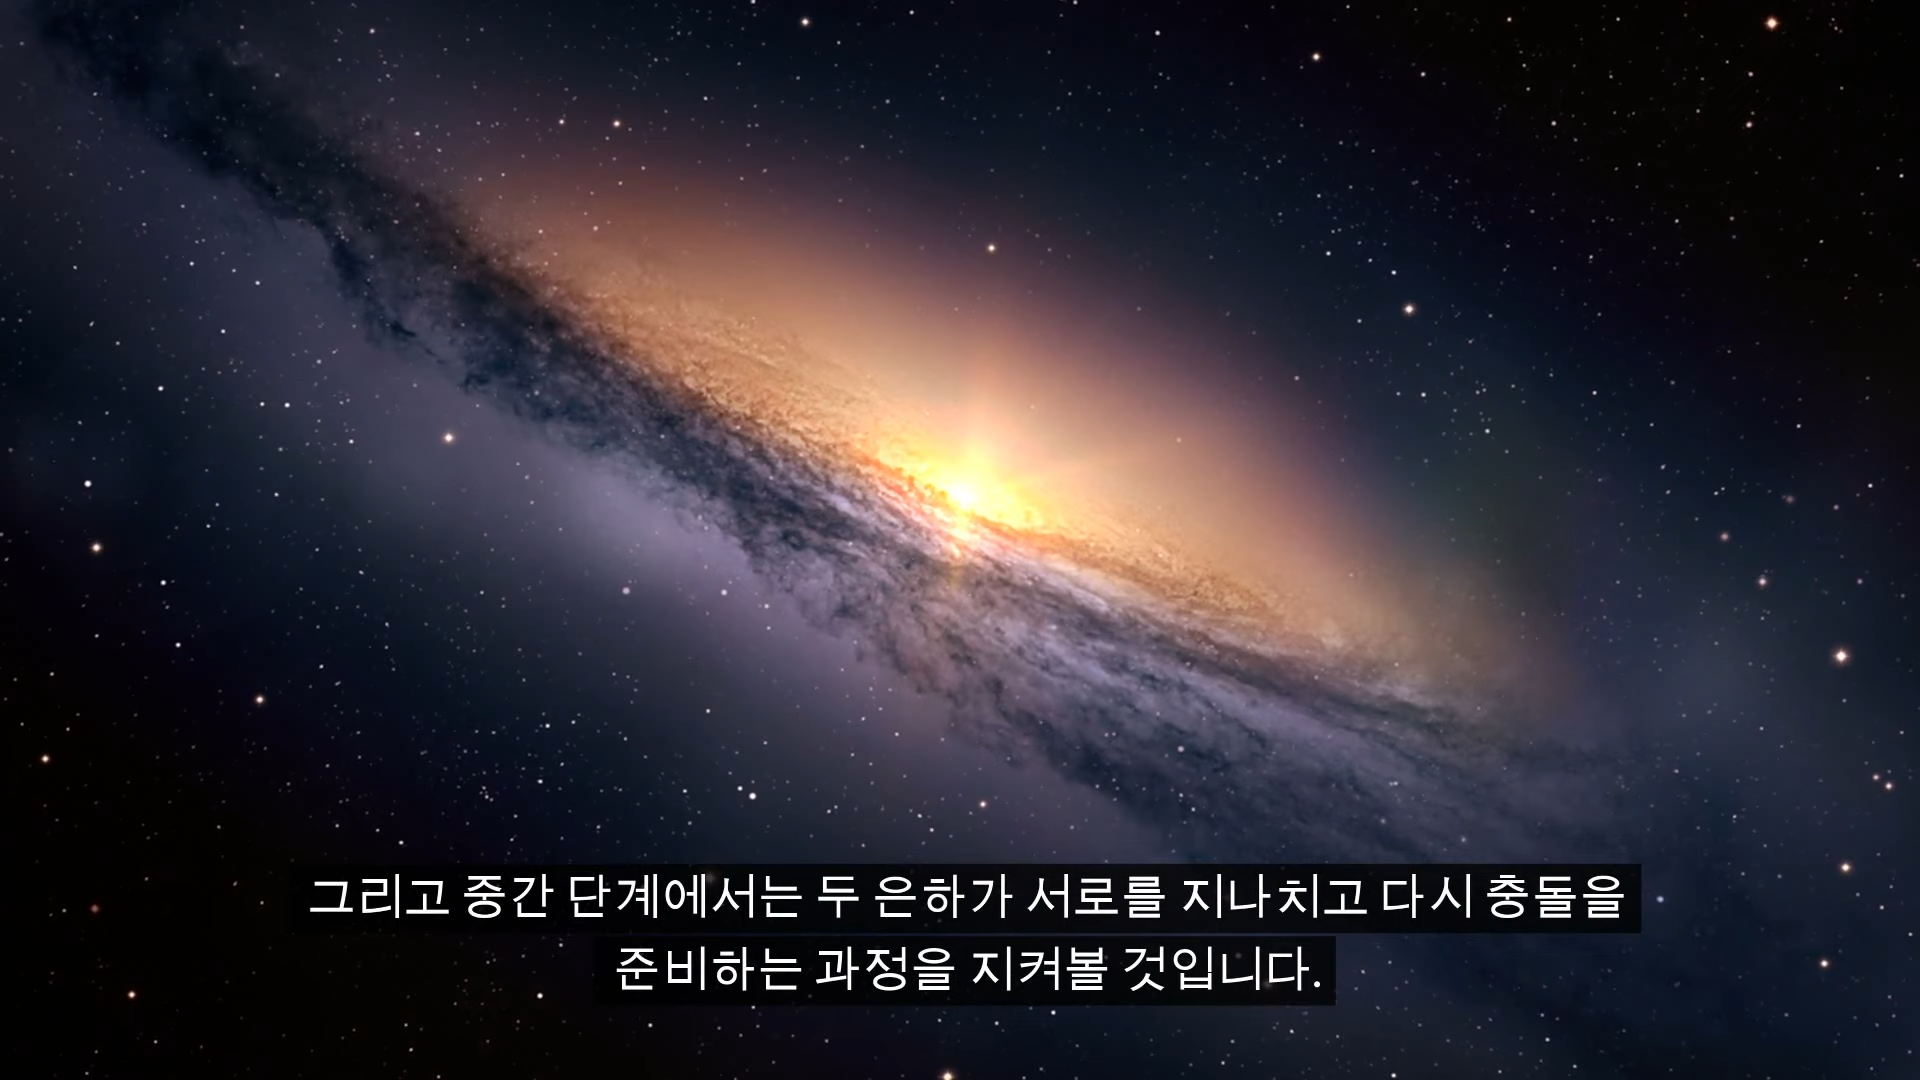 그리고 중간 단계에서는 두 은하가 서로를 지나치고 다시 충돌을
준비하는 과정을 지켜볼 것입니다.